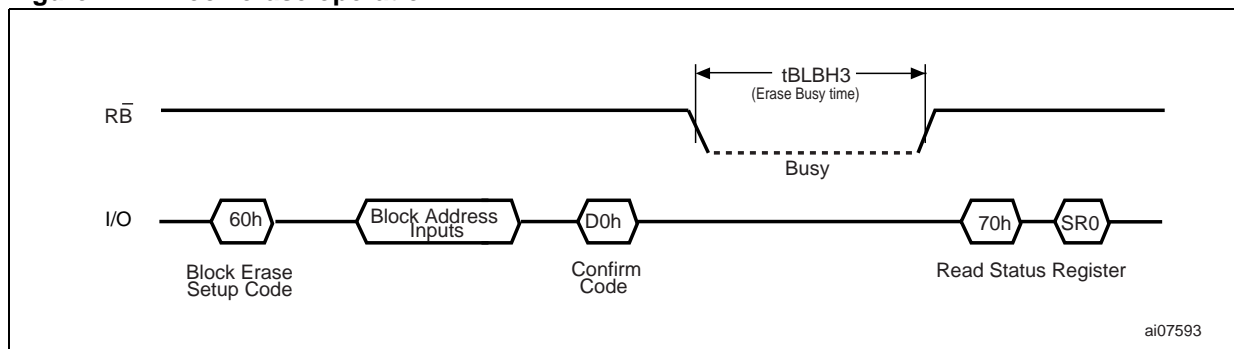 tBLBH3
(Erase Busy time)
RB̅
Busy
I/O
60h
Block Address
Inputs
D0h
70h
SR0
Block Erase
Setup Code
Confirm
Code
Read Status Register
ai07593